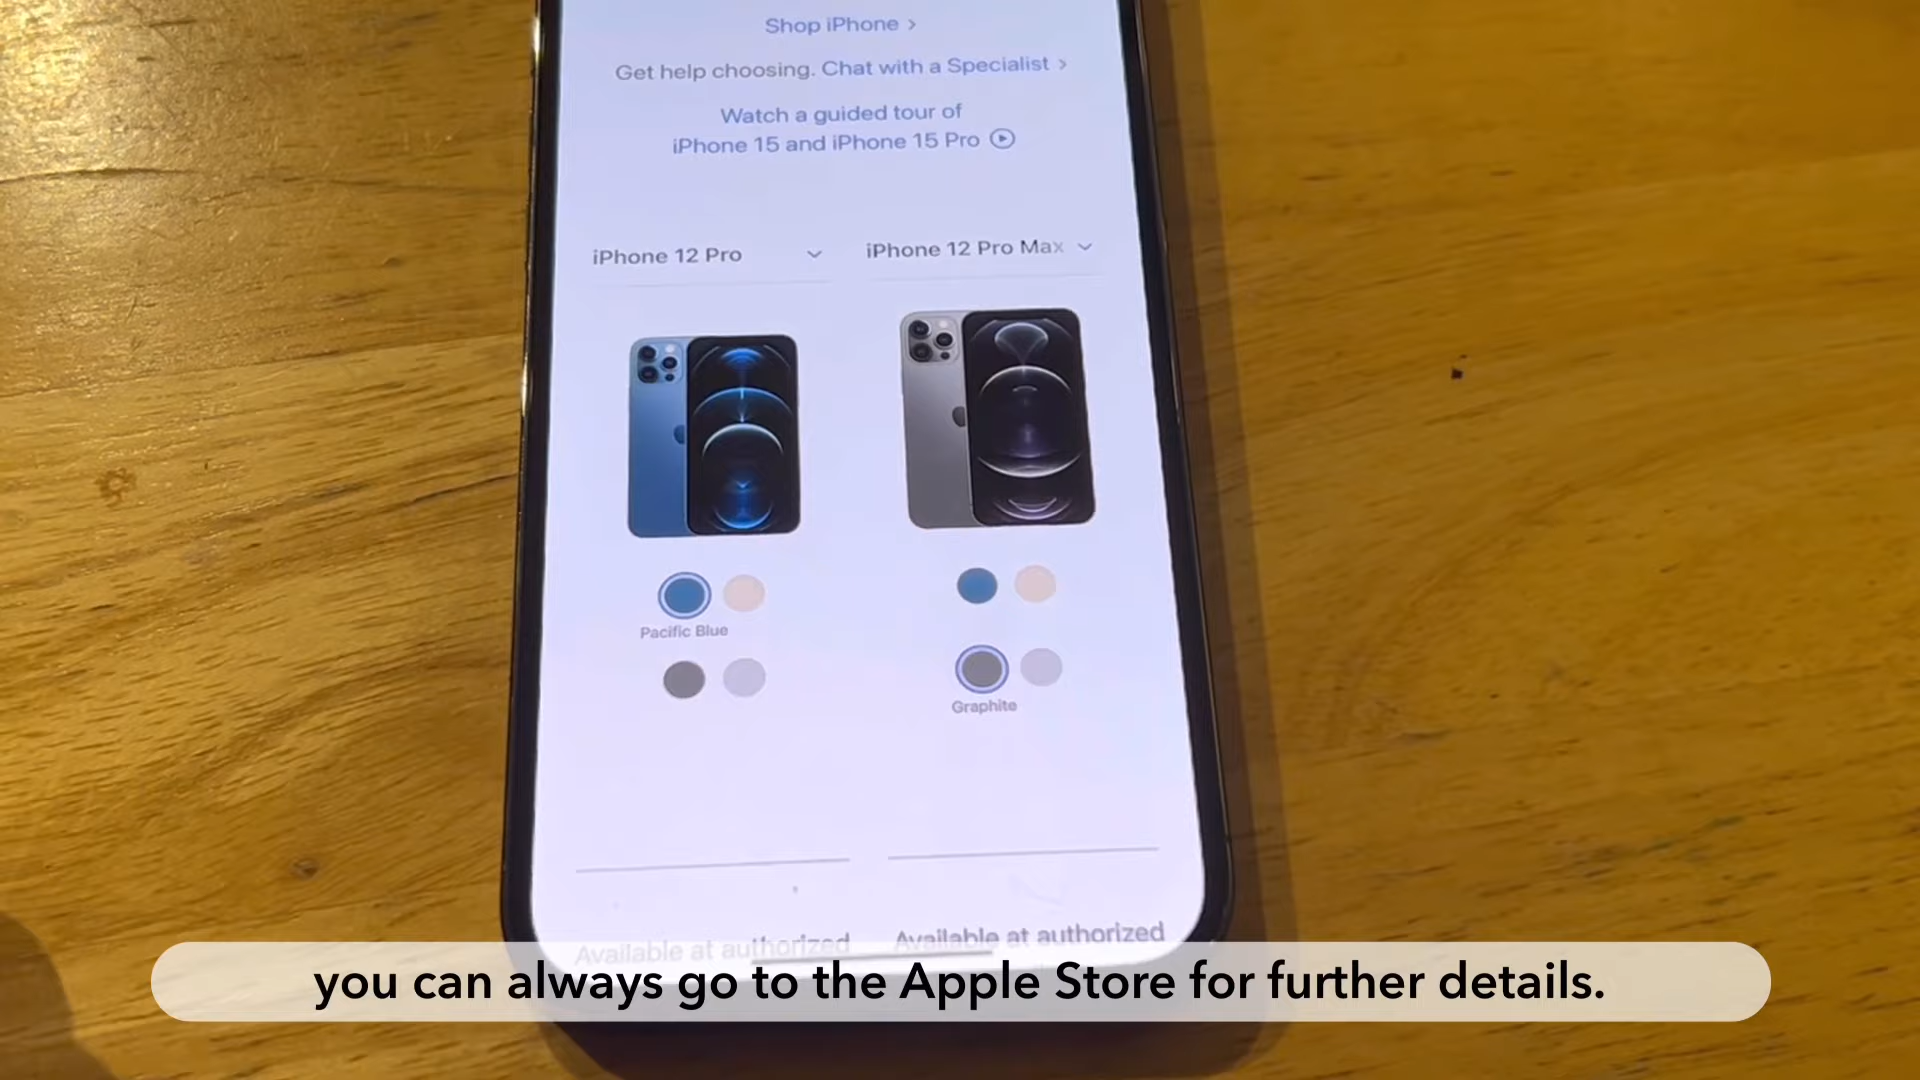 Shop iPhone >
Get help choosing. Chat with a Specialist >
Watch a guided tour of
iPhone 15 and iPhone 15 Pro
iPhone 12 Pro
iPhone 12 Pro Max
Pacific Blue
Graphite
Available at authorized
Available at authorized
you can always go to the Apple Store for further details.